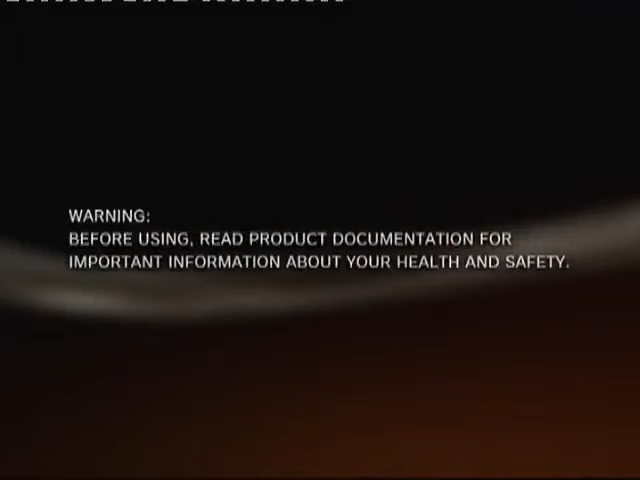 WARNING:
BEFORE USING, READ PRODUCT DOCUMENTATION FOR
IMPORTANT INFORMATION ABOUT YOUR HEALTH AND SAFETY.